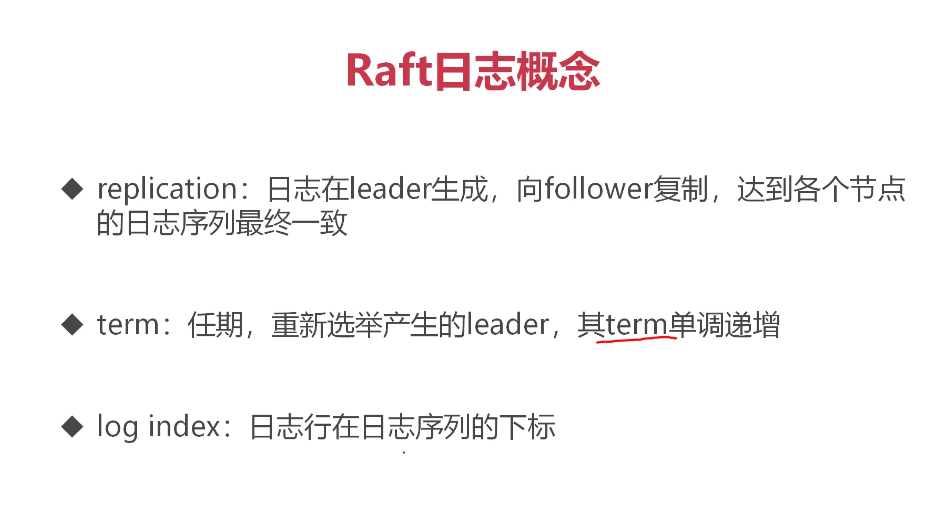 Raft日志概念
◆ replication：日志在leader生成，向follower复制，达到各个节点
的日志序列最终一致
◆ term：任期，重新选举产生的leader，其term单调递增
◆ log index：日志行在日志序列的下标